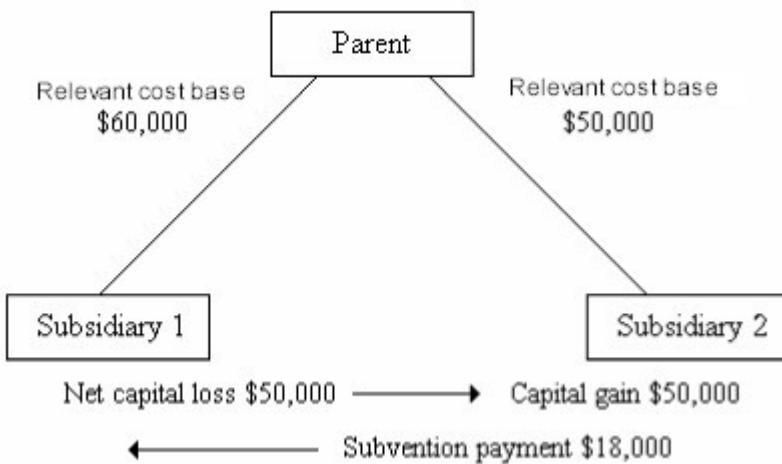 Parent
Relevant cost base
$60,000
Relevant cost base
$50,000
Subsidiary 1
Subsidiary 2
Net capital loss $50,000
Capital gain $50,000
Subvention payment $18,000